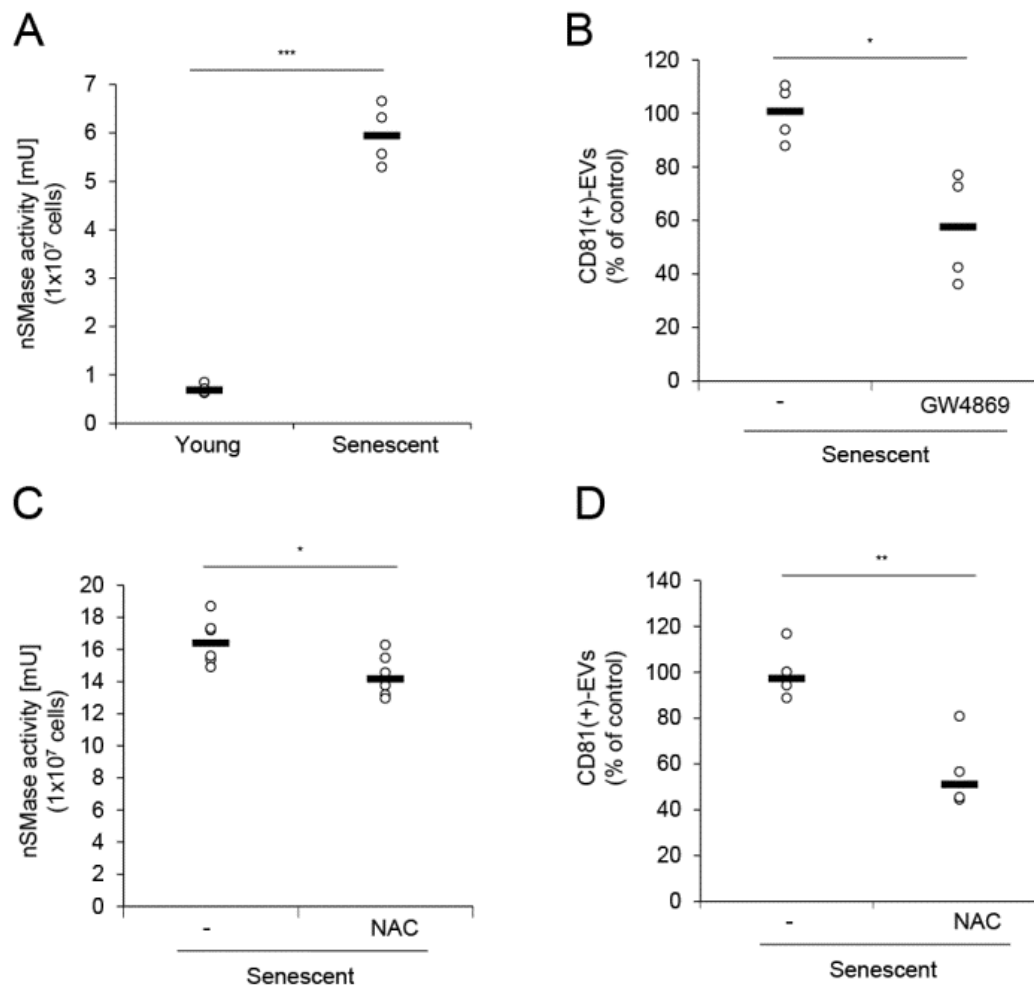 A
***
nSMase activity [mU]
(1x10⁷ cells)
7
6
5
4
3
2
1
0
Young Senescent
B
*
CD81(+)-EVs
(% of control)
120
100
80
60
40
20
0
- GW4869
Senescent
C
*
nSMase activity [mU]
(1x10⁷ cells)
20
18
16
14
12
10
8
6
4
2
0
- NAC
Senescent
D
**
CD81(+)-EVs
(% of control)
140
120
100
80
60
40
20
0
- NAC
Senescent